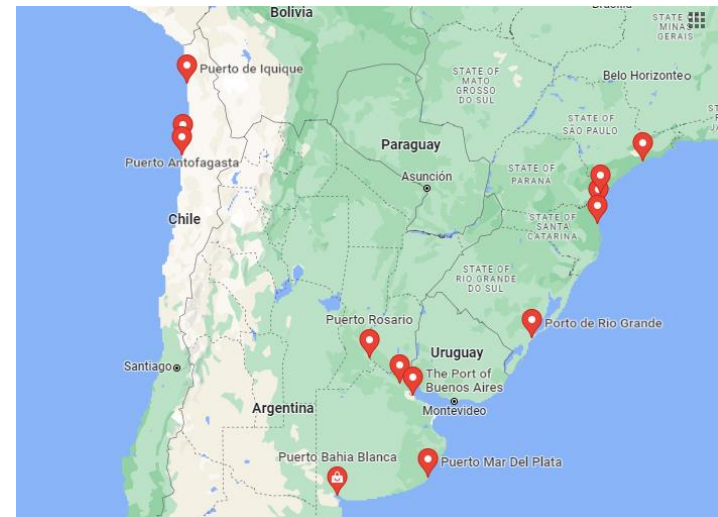 Bolivia
STATE
MINAS
GERAIS
Puerto de Iquique
STATE OF
MATO
GROSSO
DO SUL
Belo Horizonte
STATE OF
SÃO PAULO
Paraguay
Puerto Antofagasta
Asunción
STATE OF
PARANÁ
Chile
STATE OF
SANTA
CATARINA
STATE OF
RIO GRANDE
DO SUL
Puerto Rosario
Porto de Rio Grande
Uruguay
Santiago
The Port of
Buenos Aires
Argentina
Montevideo
Puerto Bahia Blanca
Puerto Mar Del Plata